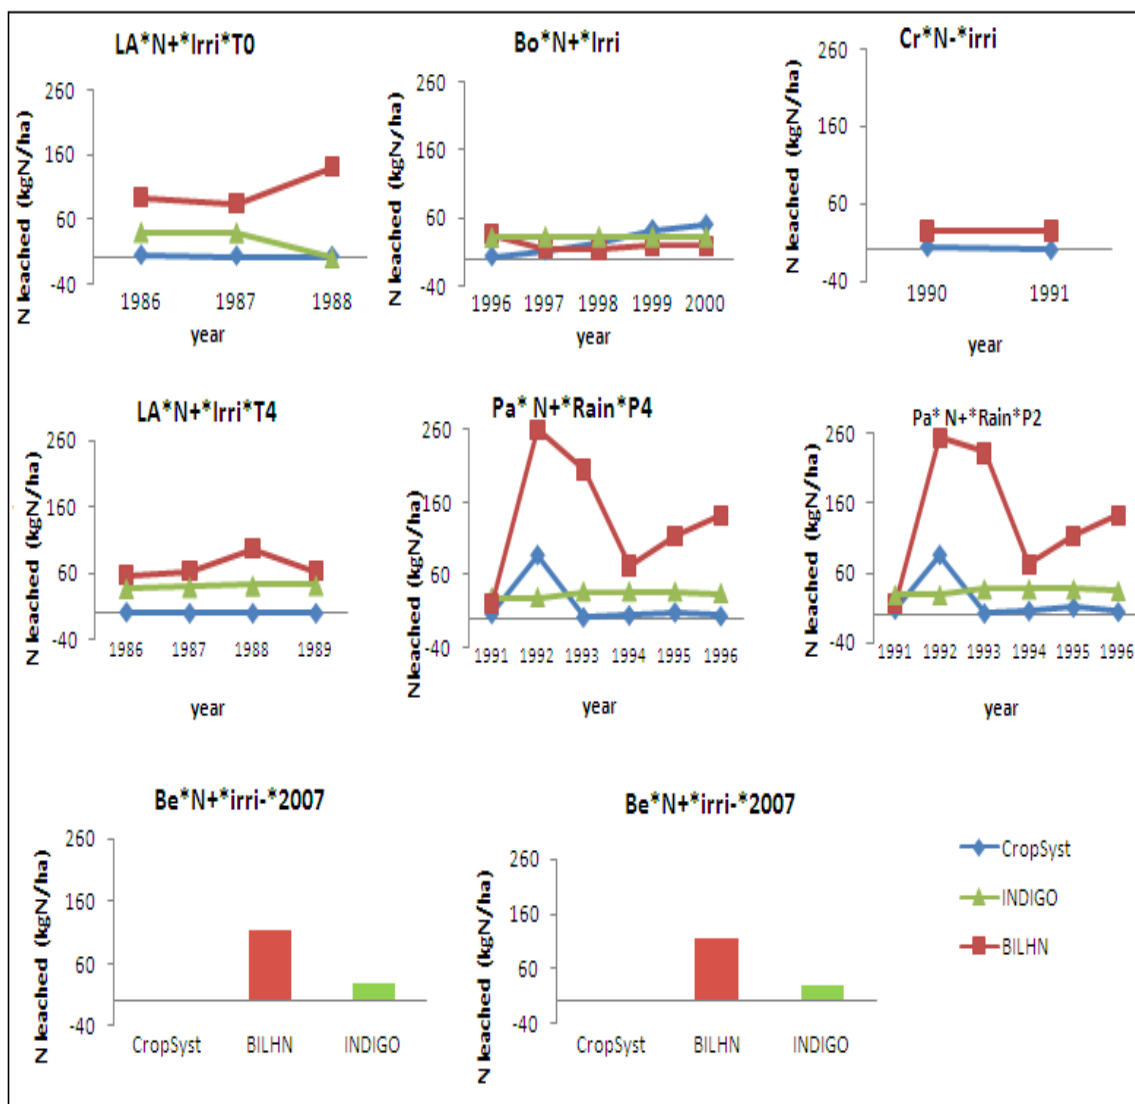 LA*N+*Irri*T0
N leached (kgN/ha)
260
160
60
-40
1986 1987 1988
year
Bo*N+*Irri
N leached (kgN/ha)
260
160
60
-40
1996 1997 1998 1999 2000
year
Cr*N-*irri
N leached (kgN/ha)
260
160
60
-40
1990 1991
year
LA*N+*Irri*T4
N leached (kgN/ha)
260
160
60
-40
1986 1987 1988 1989
year
Pa* N+*Rain*P4
N leached (kgN/ha)
260
160
60
-40
1991 1992 1993 1994 1995 1996
year
Pa* N+*Rain*P2
N leached (kgN/ha)
260
160
60
-40
1991 1992 1993 1994 1995 1996
year
Be*N+*irri-*2007
N leached (kgN/ha)
260
160
60
-40
CropSyst BILHN INDIGO
Be*N+*irri-*2007
N leached (kgN/ha)
260
160
60
-40
CropSyst BILHN INDIGO
CropSyst
INDIGO
BILHN